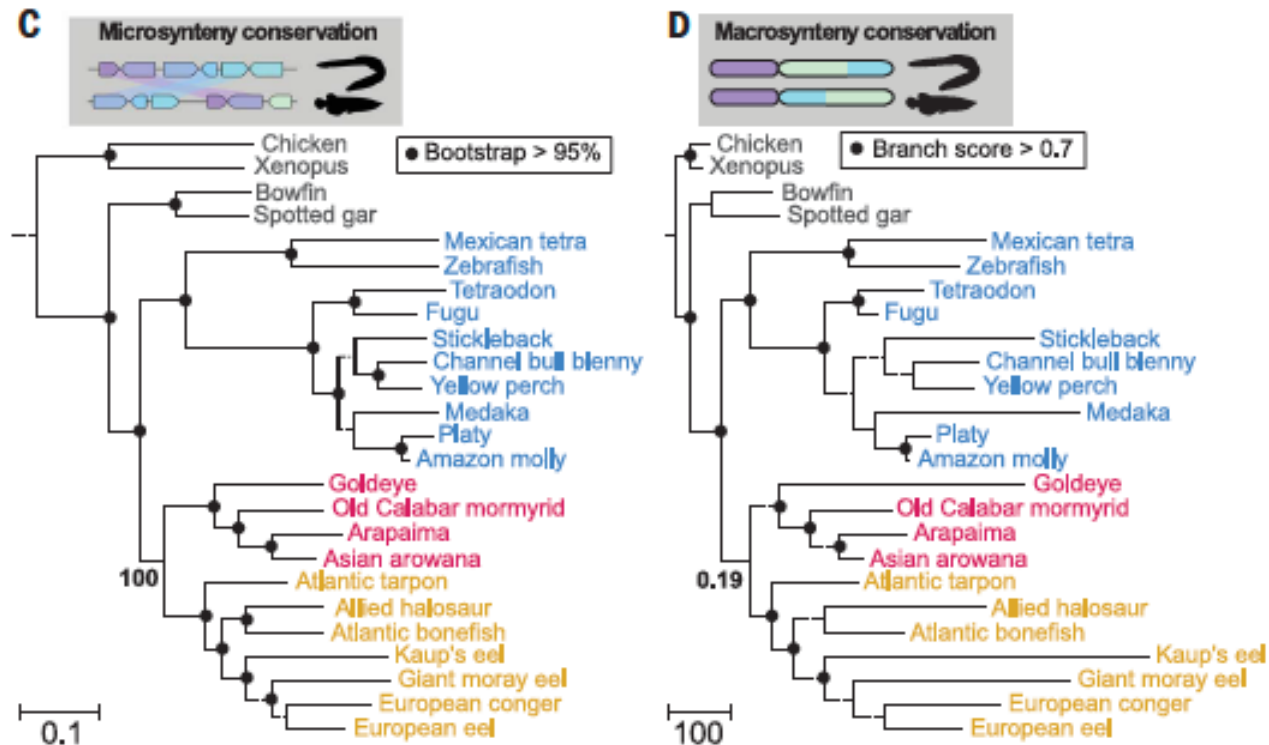 C
Microsynteny conservation
Bootstrap > 95%
Chicken
Xenopus
Bowfin
Spotted gar
Mexican tetra
Zebrafish
Tetraodon
Fugu
Stickleback
Channel bull blenny
Yellow perch
Medaka
Platy
Amazon molly
Goldeye
Old Calabar mormyrid
Arapaima
Asian arowana
100
Atlantic tarpon
Allied halosaur
Atlantic bonefish
Kaup's eel
Giant moray eel
European conger
European eel
0.1
D
Macrosynteny conservation
Branch score > 0.7
Chicken
Xenopus
Bowfin
Spotted gar
Mexican tetra
Zebrafish
Tetraodon
Fugu
Stickleback
Channel bull blenny
Yellow perch
Medaka
Platy
Amazon molly
Goldeye
Old Calabar mormyrid
Arapaima
Asian arowana
0.19
Atlantic tarpon
Allied halosaur
Atlantic bonefish
Kaup's eel
Giant moray eel
European conger
European eel
100